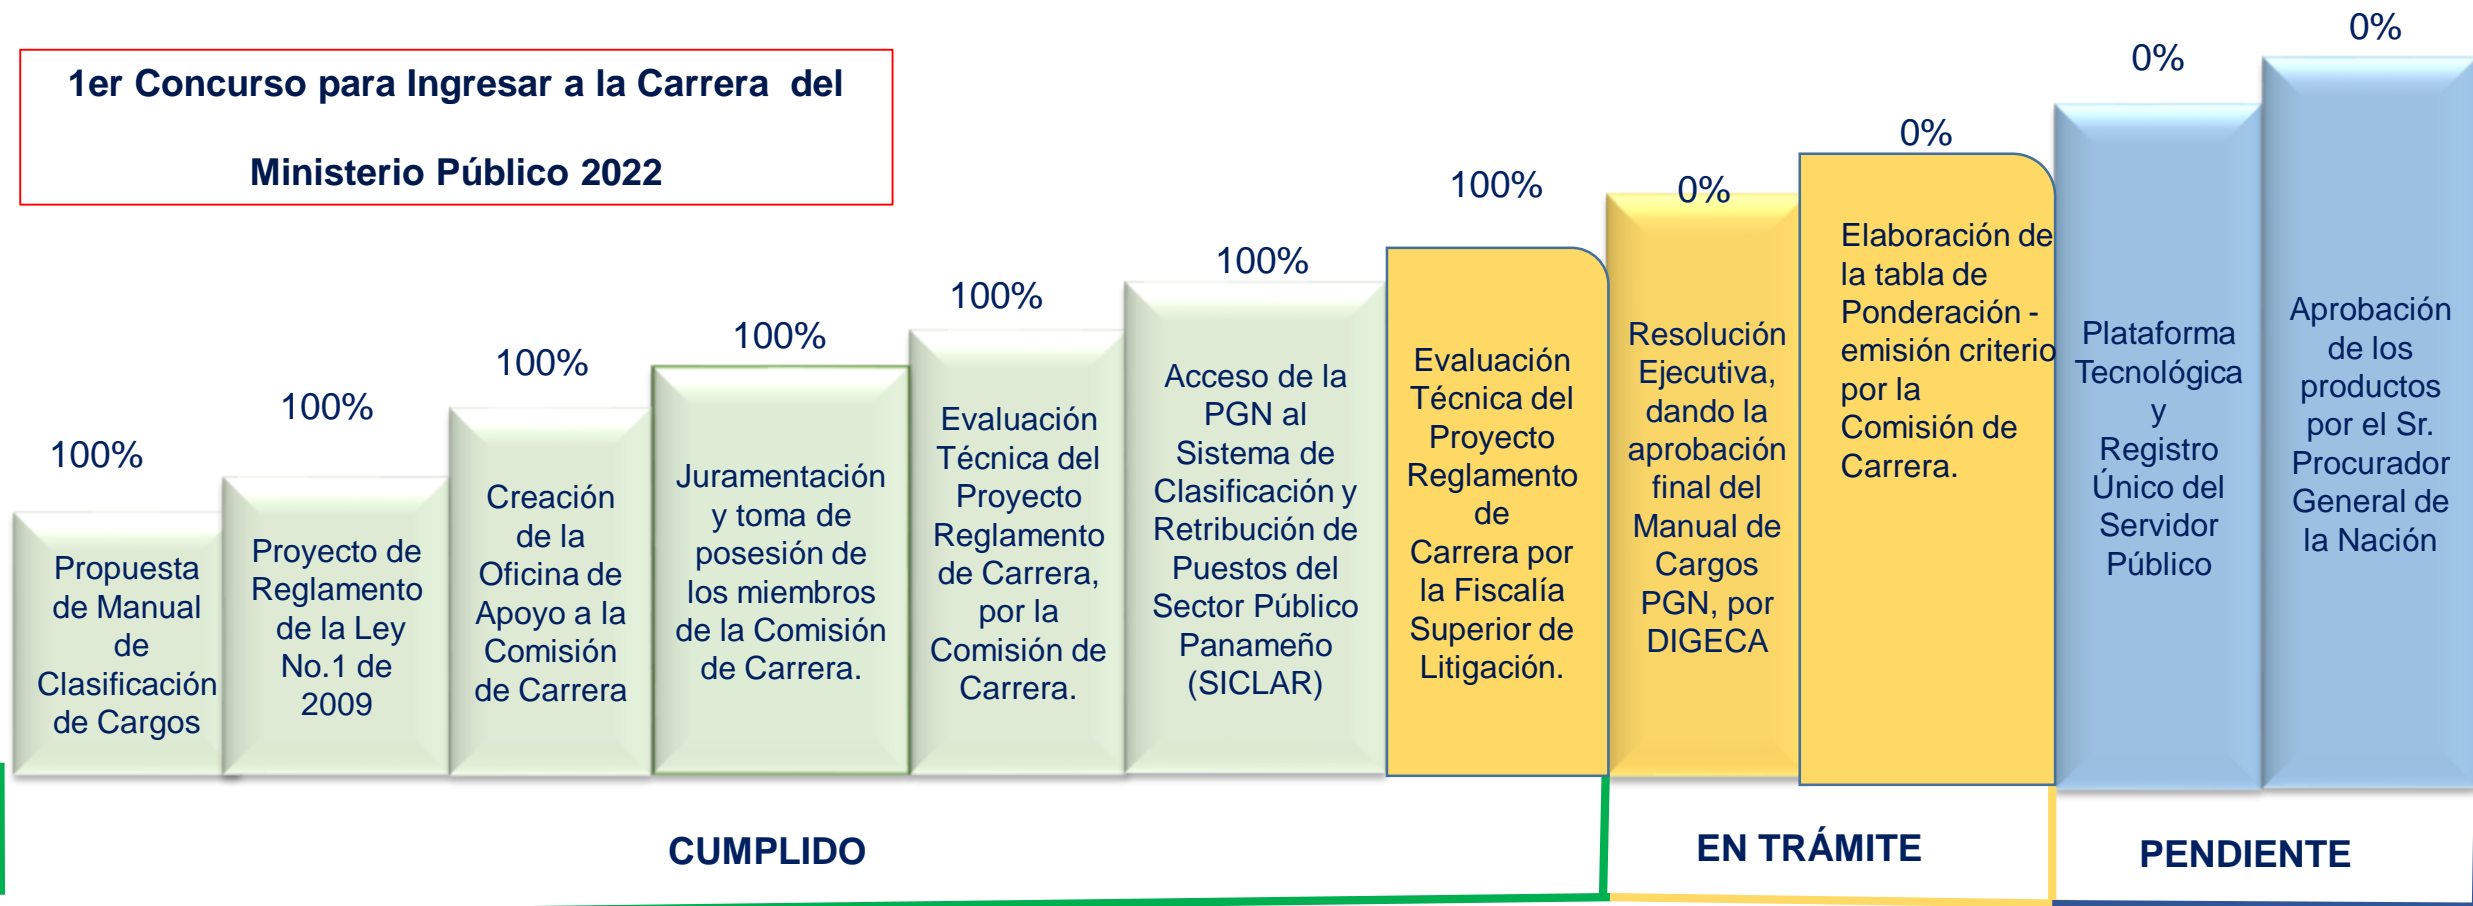 1er Concurso para Ingresar a la Carrera del
Ministerio Público 2022
100%
Propuesta
de Manual
de
Clasificación
de Cargos
100%
Proyecto de
Reglamento
de la Ley
No.1 de
2009
100%
Creación
de la
Oficina de
Apoyo a la
Comisión
de Carrera
100%
Juramentación
y toma de
posesión de
los miembros
de la Comisión
de Carrera.
100%
Evaluación
Técnica del
Proyecto
Reglamento
de Carrera,
por la
Comisión de
Carrera.
100%
Acceso de la
PGN al
Sistema de
Clasificación y
Retribución de
Puestos del
Sector Público
Panameño
(SICLAR)
100%
Evaluación
Técnica del
Proyecto
Reglamento
de
Carrera por
la Fiscalía
Superior de
Litigación.
0%
Resolución
Ejecutiva,
dando la
aprobación
final del
Manual de
Cargos
PGN, por
DIGECA
0%
Elaboración de
la tabla de
Ponderación -
emisión criterio
por la
Comisión de
Carrera.
0%
Plataforma
Tecnológica
y
Registro
Único del
Servidor
Público
0%
Aprobación
de los
productos
por el Sr.
Procurador
General de
la Nación
CUMPLIDO
EN TRÁMITE
PENDIENTE